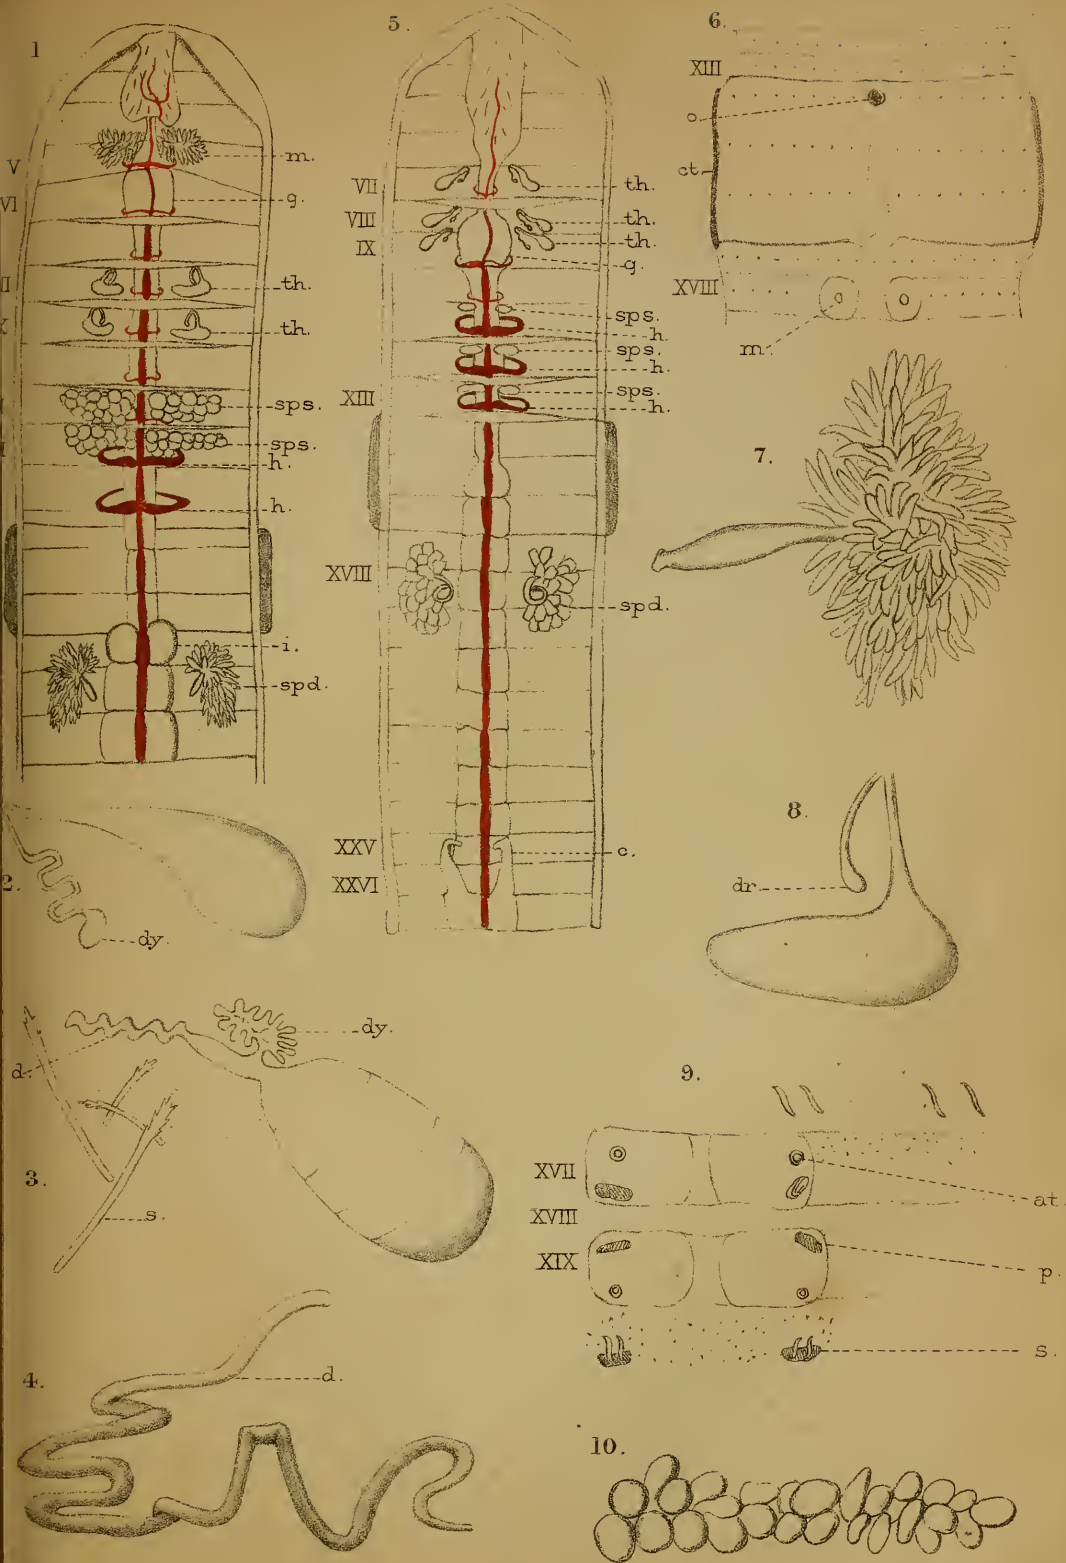 1
V
VI
m.
g.
th.
th.
sps.
sps.
h.
h.
i.
spd.
5.
VII
VIII
IX
th.
th.
th.
g.
sps.
h.
sps.
h.
sps.
h.
XIII
XVIII
spd.
XXV
XXVI
c.
6.
XIII
o.
ct.
XVIII
m.
7.
2.
dy.
8.
dr.
3.
d.
dy.
s.
9.
XVII
XVIII
XIX
at.
p.
s.
4.
d.
10.